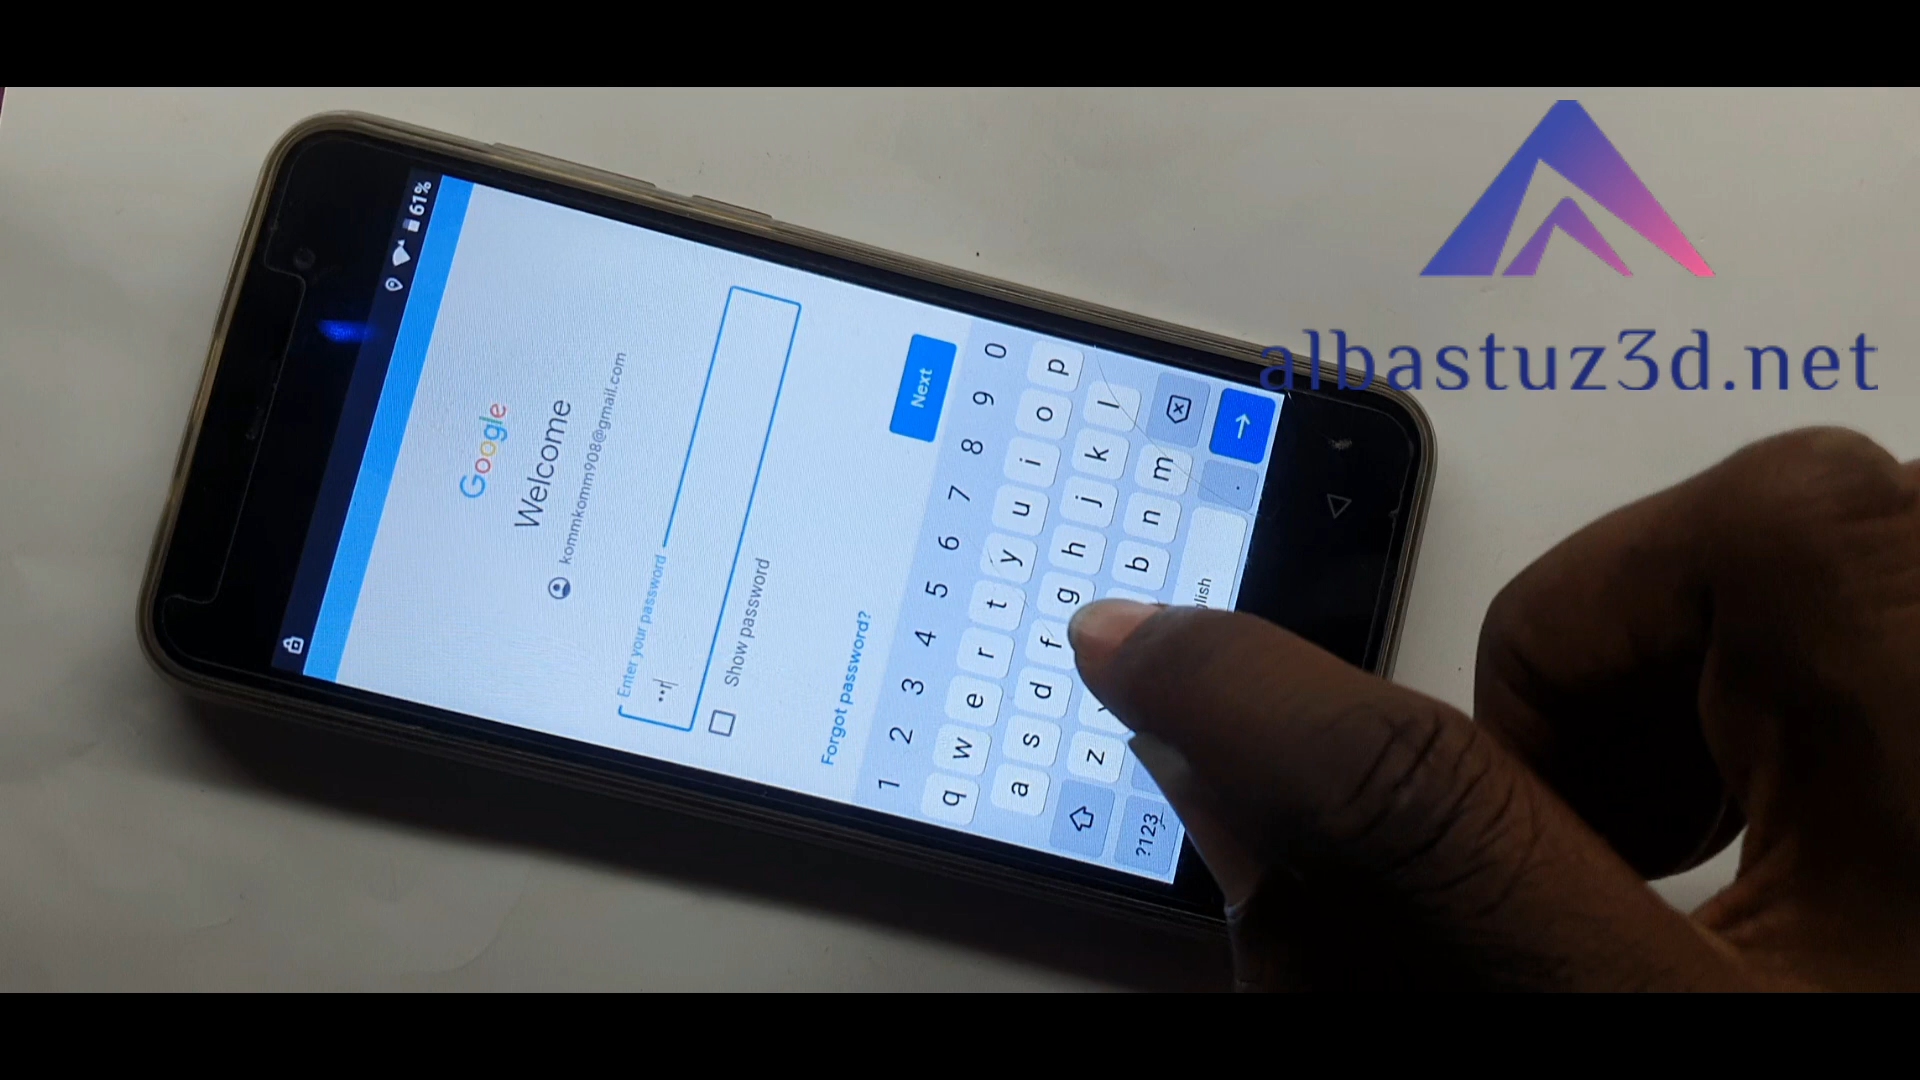 albastuz3d.net
61%
Google
Welcome
kommkomm908@gmail.com
Enter your password
••r
Show password
Forgot password?
Next
1 2 3 4 5 6 7 8 9 0
q w e r t y u i o p
a s d f g h j k l
z b n m
?123 .